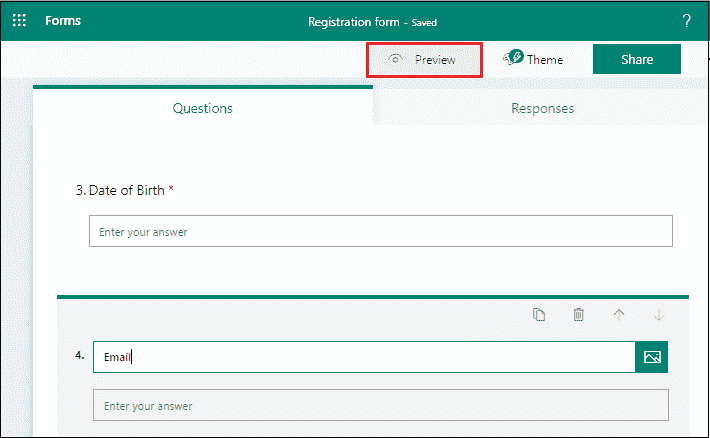 Forms Registration form - Saved ?
Preview Theme Share
Questions Responses
3. Date of Birth *
Enter your answer
4. Email
Enter your answer